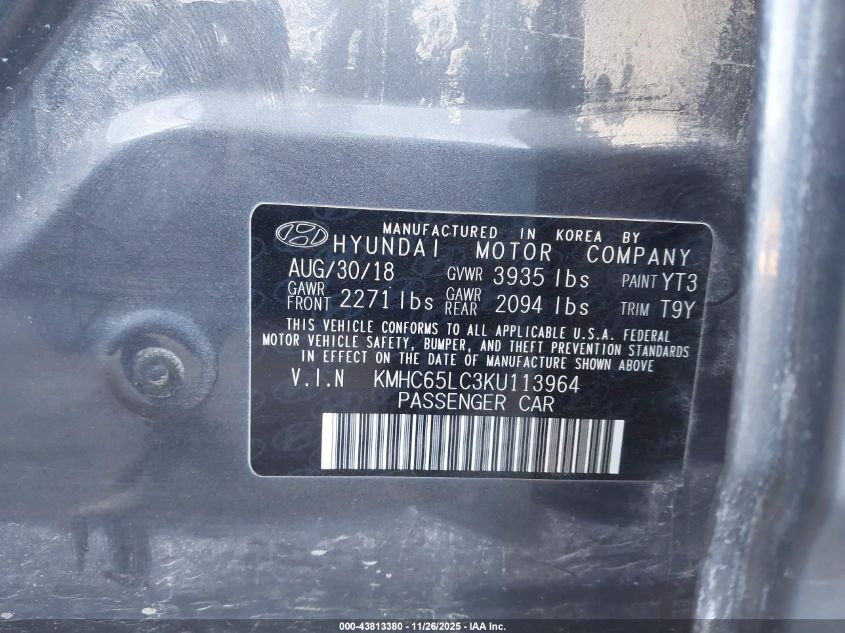 MANUFACTURED IN KOREA BY
HYUNDAI MOTOR COMPANY
AUG/30/18 GVWR 3935 lbs PAINT YT3
GAWR FRONT 2271 lbs GAWR REAR 2094 lbs TRIM T9Y
THIS VEHICLE CONFORMS TO ALL APPLICABLE U.S.A. FEDERAL
MOTOR VEHICLE SAFETY, BUMPER, AND THEFT PREVENTION STANDARDS
IN EFFECT ON THE DATE OF MANUFACTURE SHOWN ABOVE
V.I.N KMHC65LC3KU113964
PASSENGER CAR
000-43813380 - 11/26/2025 - IAA Inc.